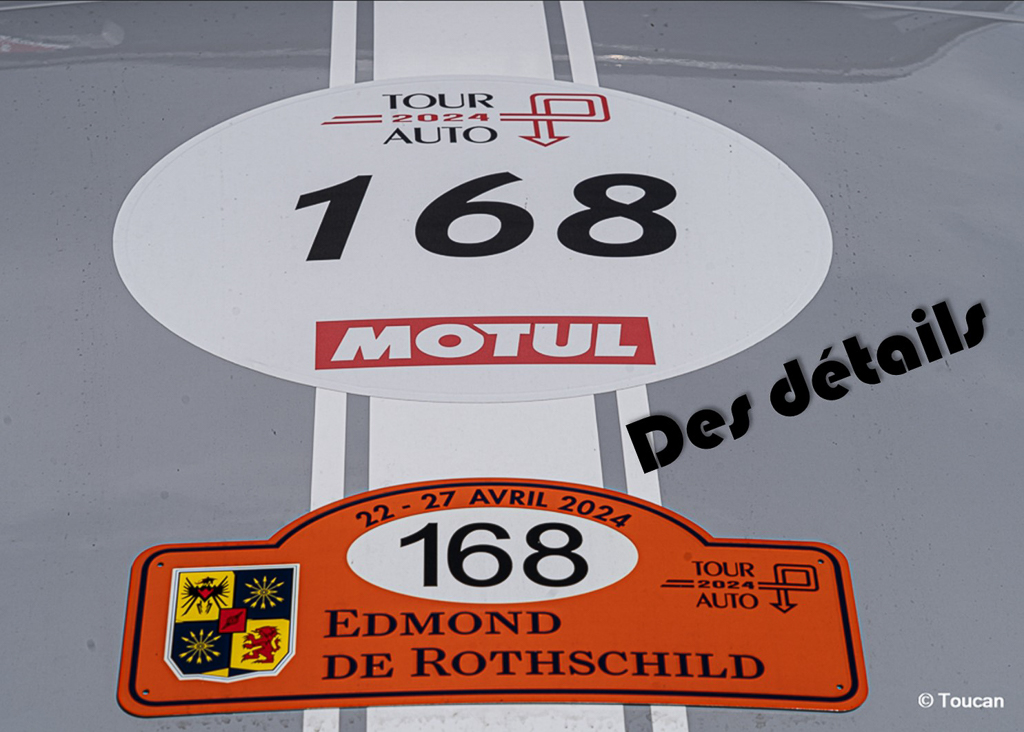 TOUR
2024
AUTO
168
MOTUL
Des détails
22 - 27 AVRIL 2024
168
TOUR
2024
AUTO
EDMOND
DE ROTHSCHILD
© Toucan